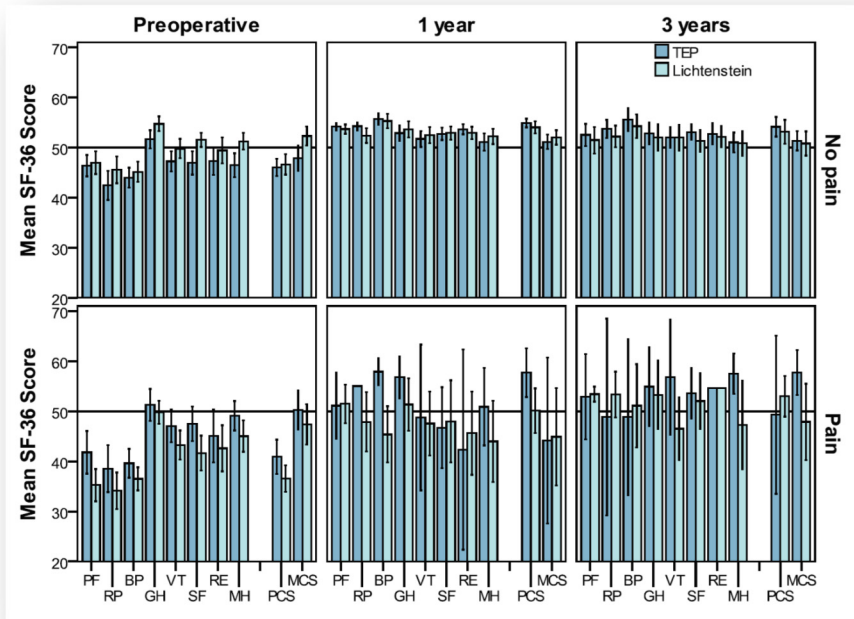 Preoperative 1 year 3 years
70
60
50
40
30
20
Mean SF-36 Score
TEP
Lichtenstein
No pain
70
60
50
40
30
20
Mean SF-36 Score
Pain
PF BP VT RE MCS PF BP VT RE MCS PF BP VT RE MCS
RP GH SF MH PCS RP GH SF MH PCS RP GH SF MH PCS